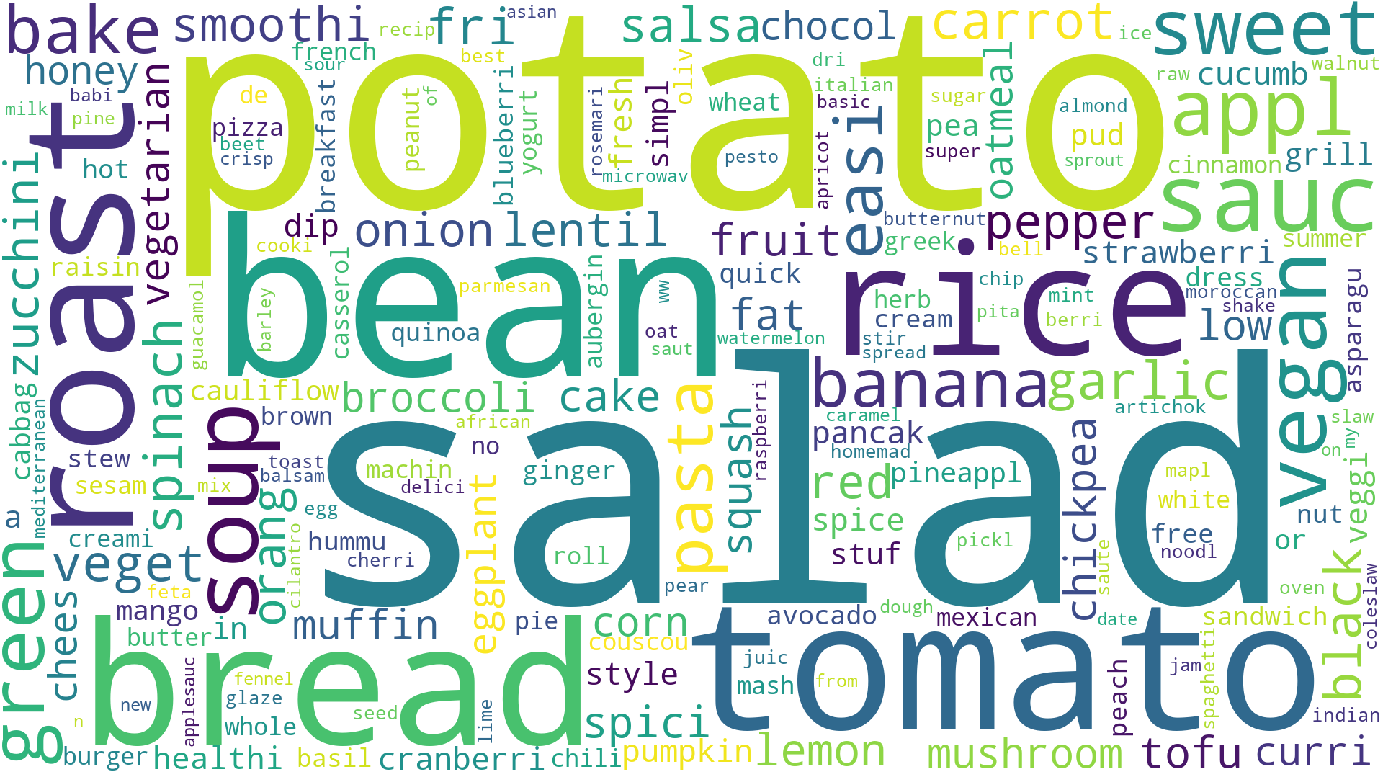 bake
smoothi
fri
asian
recip
french
sour
best
salsa
chocol
carrot
ice
sweet
honey
babi
milk
pine
potato
de
pizza
beet
crisp
breakfast
of
peanut
blueberri
yogurt
rosemari
fresh
simpl
oliv
wheat
pesto
microwav
dri
italian
basic
apricot
easi
sugar
pea
super
oatmeal
almond
pud
sprout
raw
walnut
cucumb
appl
cinnamon
grill
hot
roast
vegetarian
zucchini
raisin
spinach
guacamol
dip
cooki
onion
lentil
bean
barley
casserol
quinoa
parmesan
aubergin
ww
oat
saut
fruit
quick
fat
watermelon
butternut
greek
pepper
bell
rice
herb
cream
stir
spread
chip
pita
mint
berri
strawberri
sauc
summer
dress
moroccan
shake
low
vegan
asparagu
cabbag
mediterranean
stew
sesam
creami
a
soup
cauliflow
brown
toast
balsam
mix
orang
cilantro
egg
hummu
cherri
broccoli
machin
delici
african
no
ginger
roll
cake
eggplant
salad
pasta
squash
raspberri
pear
banana
garlic
caramel
homemad
pancak
pineappl
red
spice
stuf
pickl
chickpea
saute
artichok
mapl
white
free
noodl
or
nut
veggi
on
my
slaw
coleslaw
oven
black
green
chees
veget
feta
mango
butter
in
n
new
bread
applesauc
fennel
glaze
whole
seed
lime
muffin
pie
corn
couscou
style
spici
avocado
dough
mexican
date
juic
mash
from
tomato
peach
jam
spaghetti
sandwich
indian
burger
healthi
basil
cranberri
chili
pumpkin
lemon
mushroom
tofu
curri